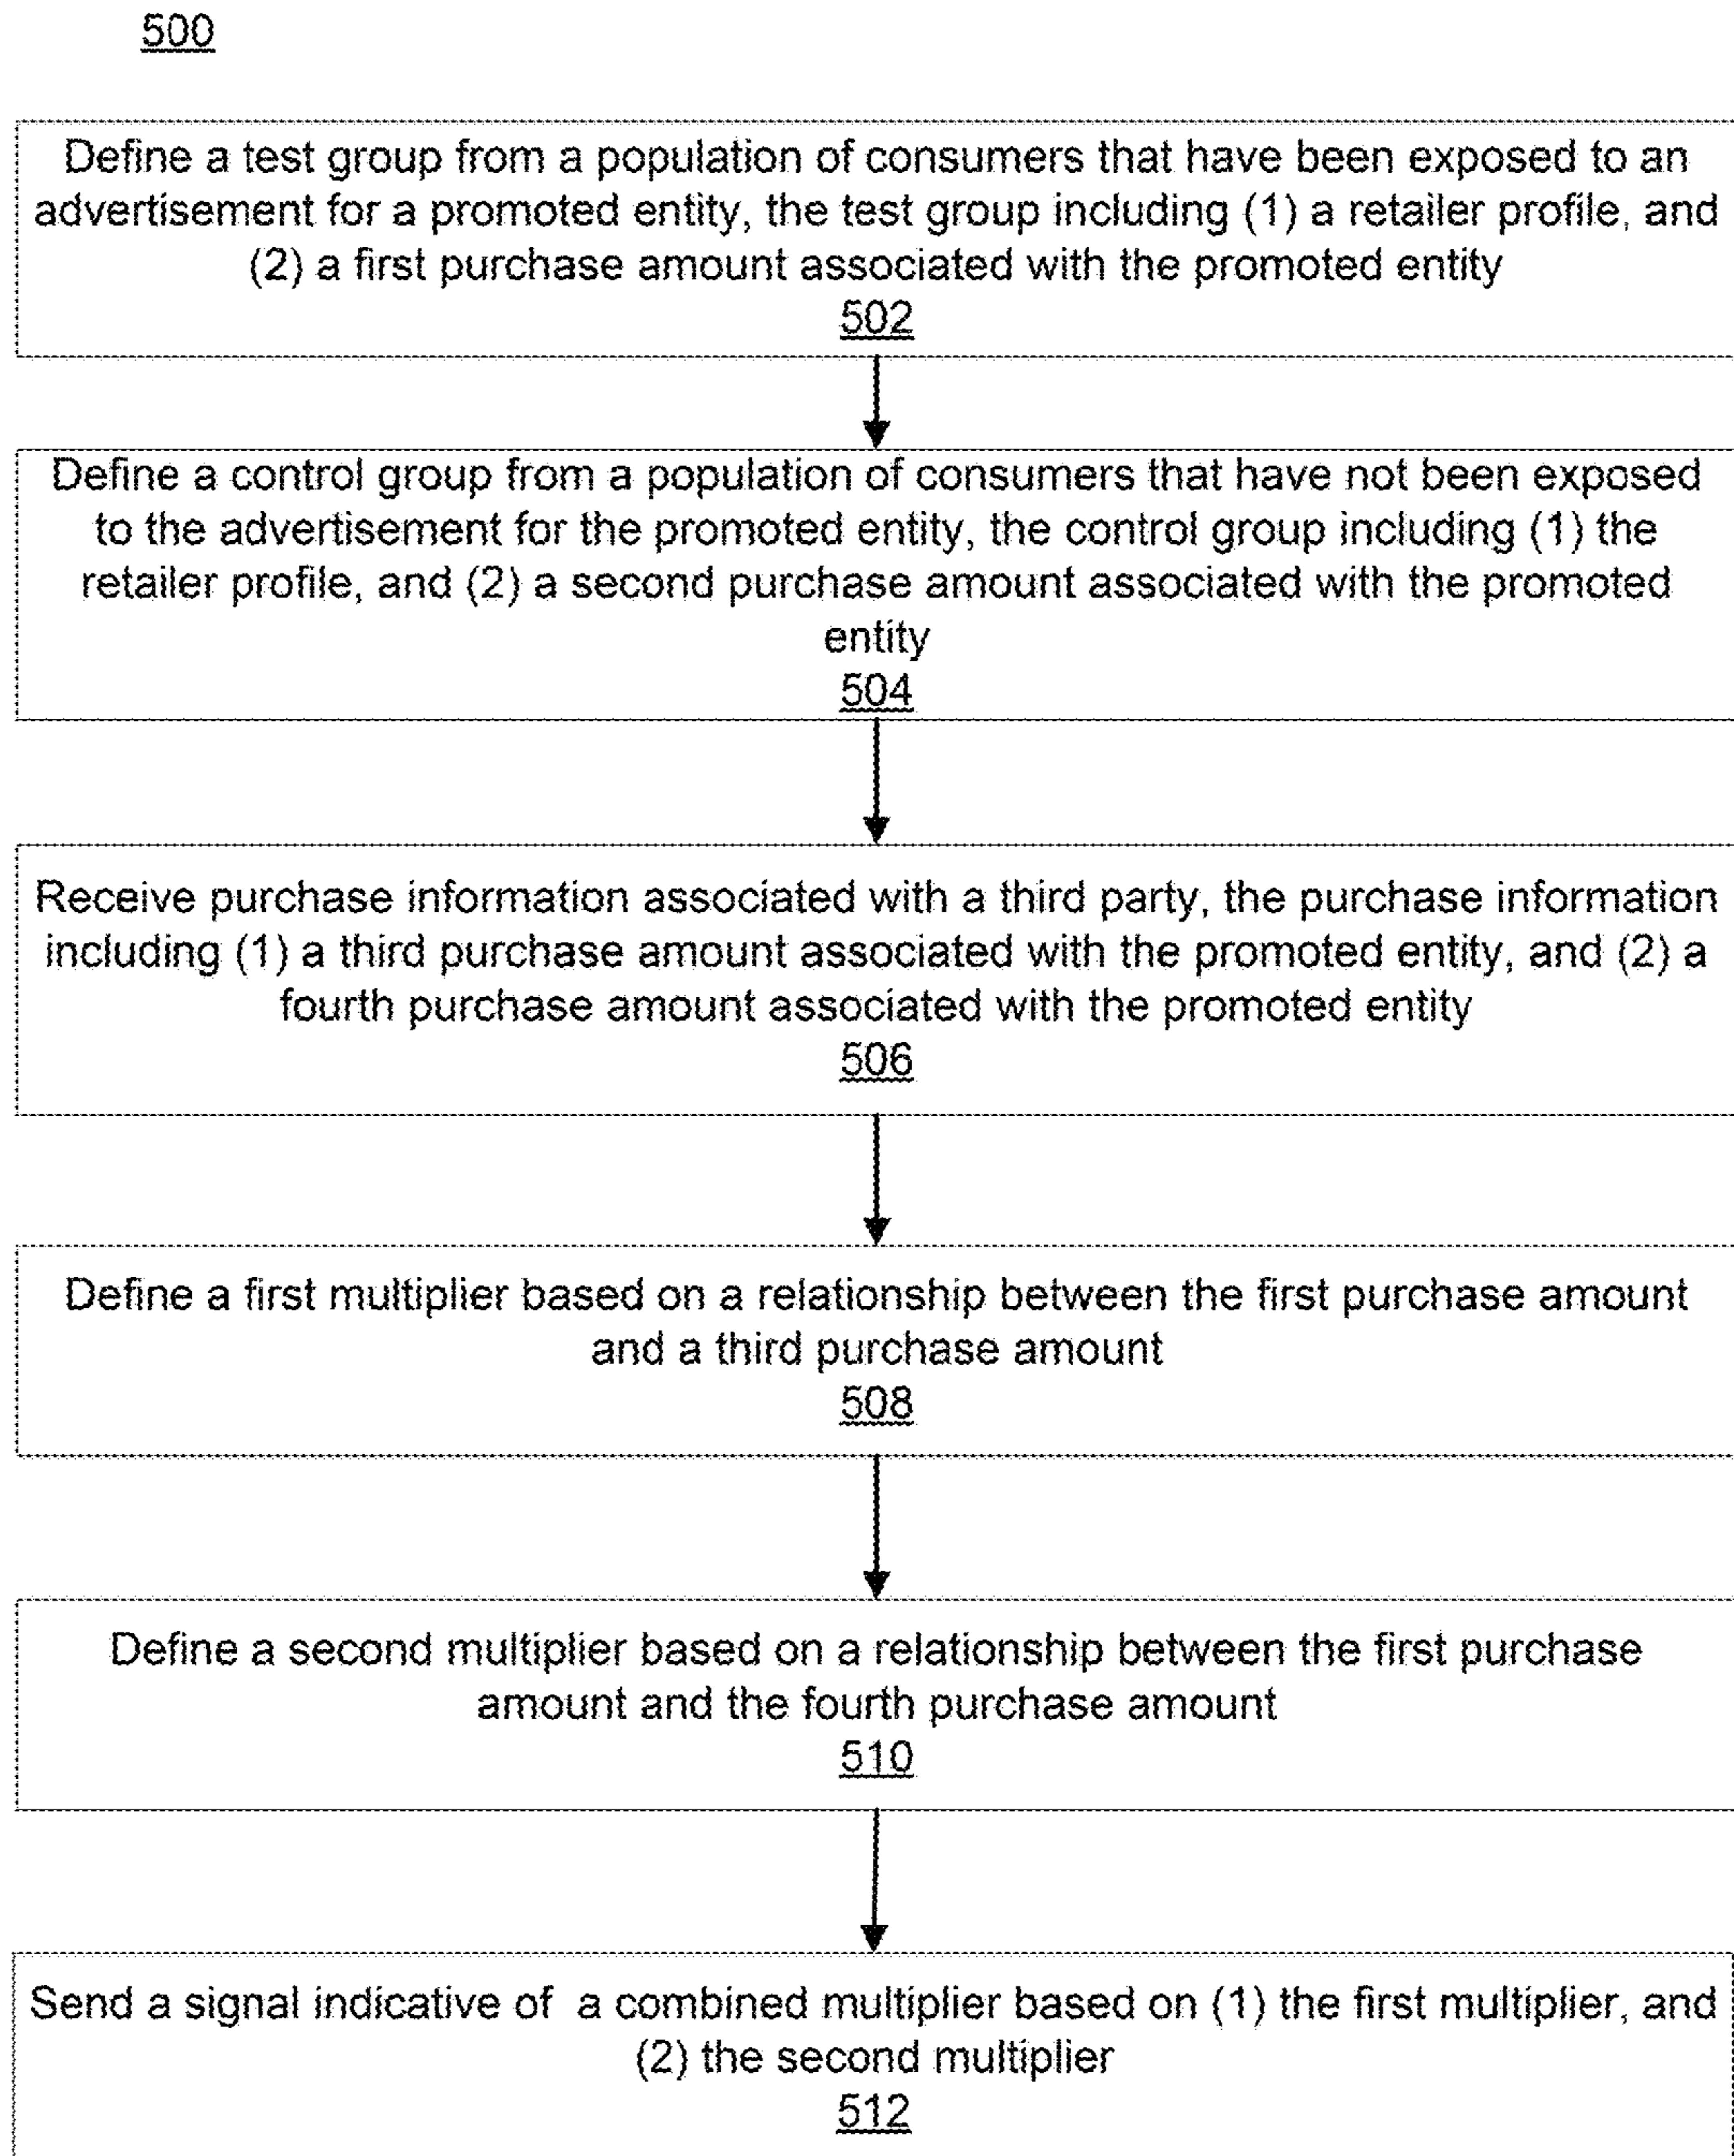 500
Define a test group from a population of consumers that have been exposed to an
advertisement for a promoted entity, the test group including (1) a retailer profile, and
(2) a first purchase amount associated with the promoted entity
502
Define a control group from a population of consumers that have not been exposed
to the advertisement for the promoted entity, the control group including (1) the
retailer profile, and (2) a second purchase amount associated with the promoted
entity
504
Receive purchase information associated with a third party, the purchase information
including (1) a third purchase amount associated with the promoted entity, and (2) a
fourth purchase amount associated with the promoted entity
506
Define a first multiplier based on a relationship between the first purchase amount
and a third purchase amount
508
Define a second multiplier based on a relationship between the first purchase
amount and the fourth purchase amount
510
Send a signal indicative of a combined multiplier based on (1) the first multiplier, and
(2) the second multiplier
512